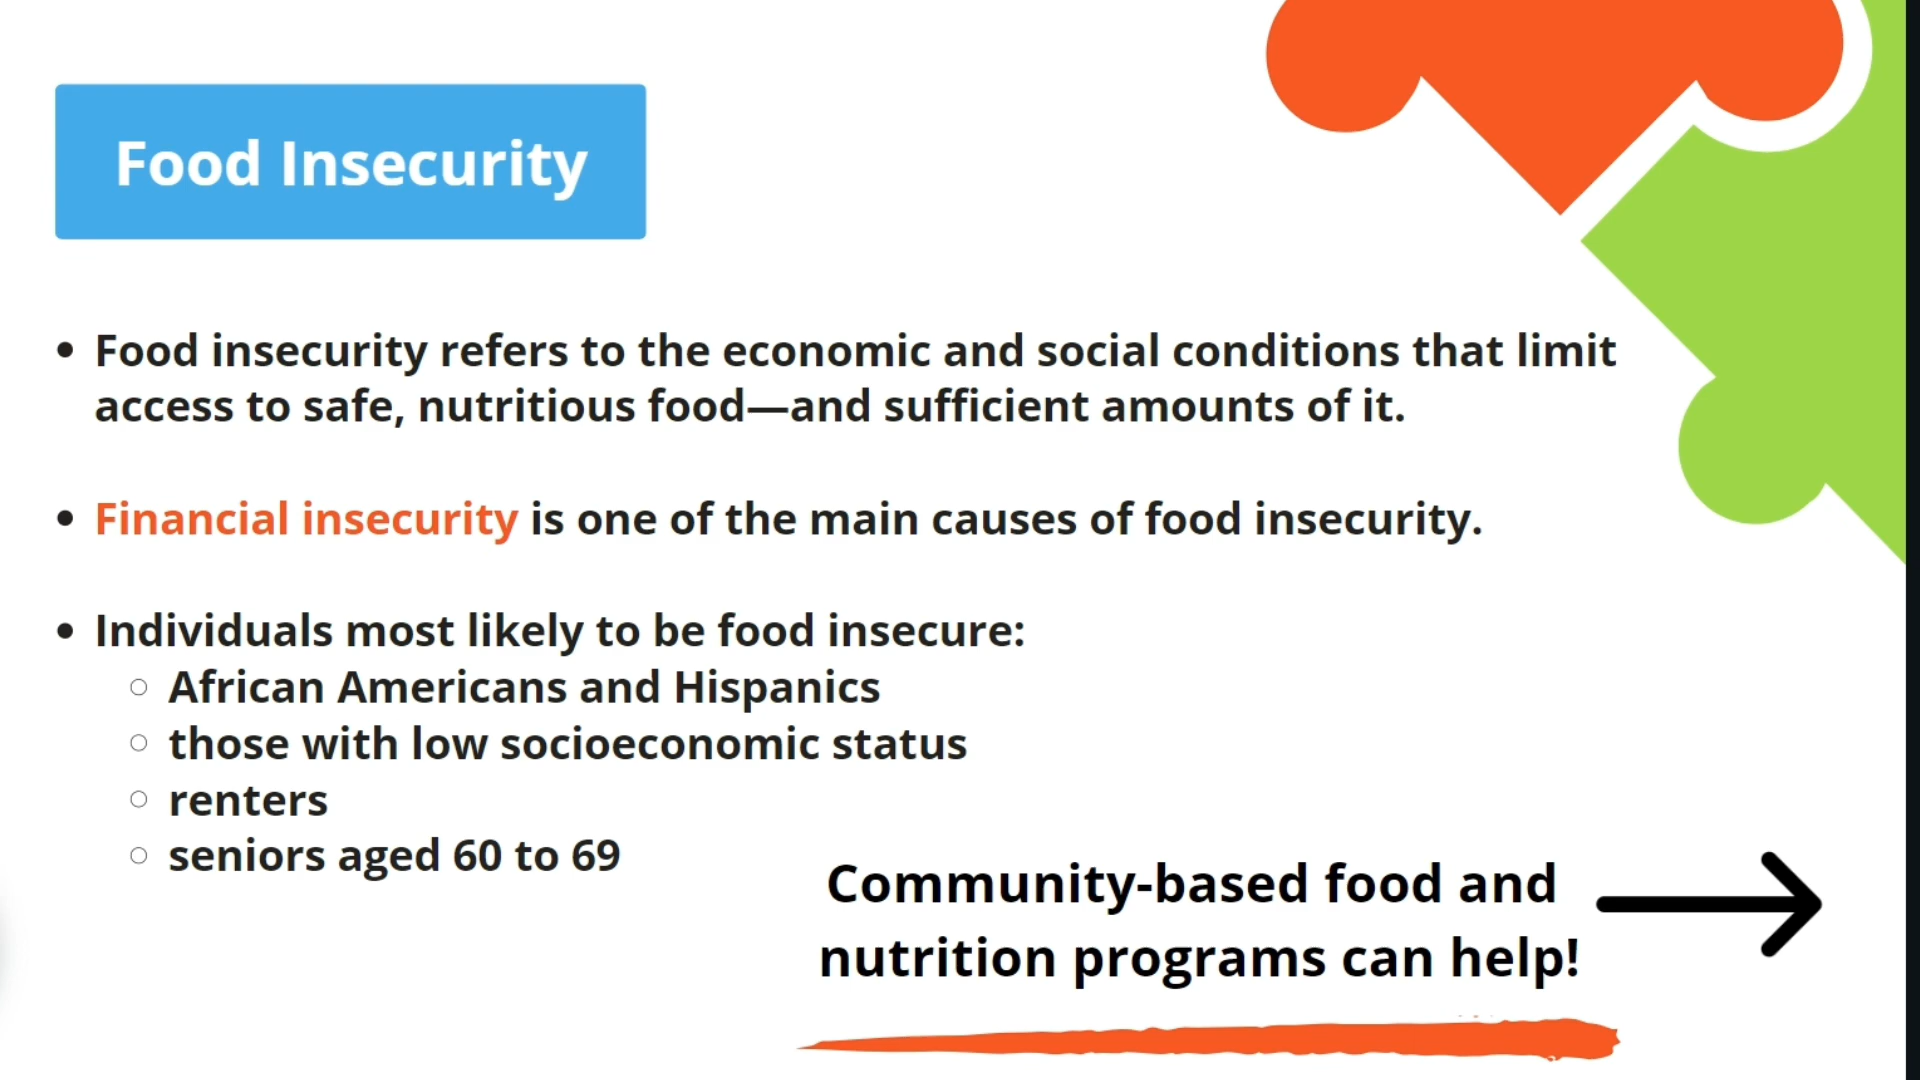 Food Insecurity
• Food insecurity refers to the economic and social conditions that limit
access to safe, nutritious food—and sufficient amounts of it.
• Financial insecurity is one of the main causes of food insecurity.
• Individuals most likely to be food insecure:
○ African Americans and Hispanics
○ those with low socioeconomic status
○ renters
○ seniors aged 60 to 69
Community-based food and
nutrition programs can help!